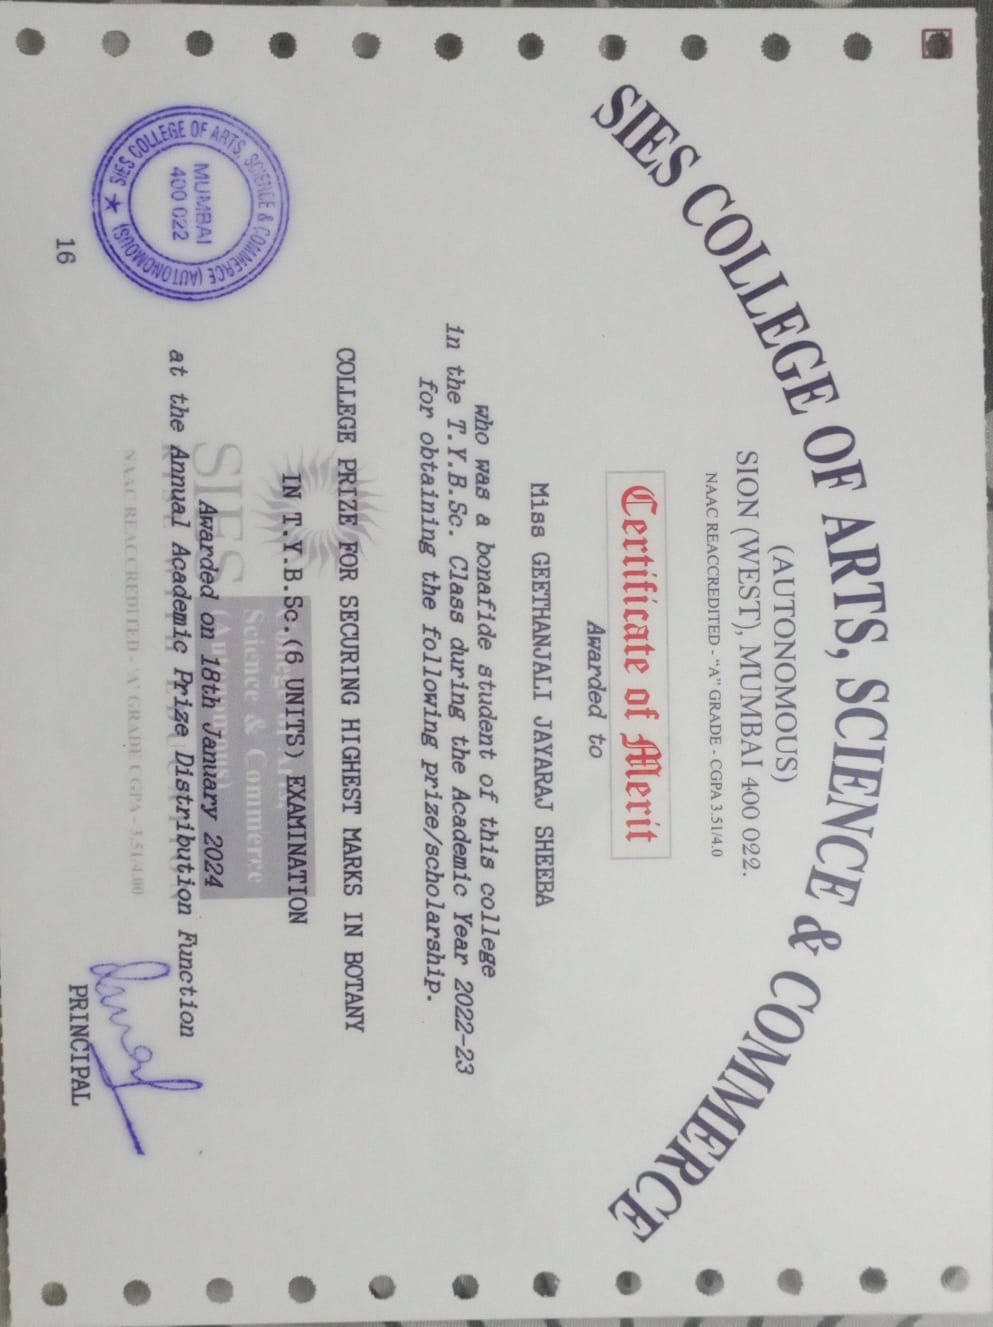 SIES COLLEGE OF ARTS, SCIENCE & COMMERCE
(AUTONOMOUS)
SION (WEST), MUMBAI 400 022.
NAAC REACCREDITED - "A" GRADE - CGPA 3.51/4.0
Certificate of Merit
Awarded to
Miss GEETHANJALI JAYARAJ SHEEBA
who was a bonafide student of this college
in the T.Y.B.Sc. Class during the Academic Year 2022-23
for obtaining the following prize/scholarship.
COLLEGE PRIZE FOR SECURING HIGHEST MARKS IN BOTANY
IN T.Y.B.Sc.(6 UNITS) EXAMINATION
College of Arts,
Science & Commerce
(Autonomous)
SIES
Awarded on 18th January 2024
at the Annual Academic Prize Distribution Function
RISE WITH EDUCATION
NAAC REACCREDITED - 'A' GRADE CGPA - 3.51/4.00
SIES COLLEGE OF ARTS, SCIENCE & COMMERCE (AUTONOMOUS)
MUMBAI
400 022
16
PRINCIPAL